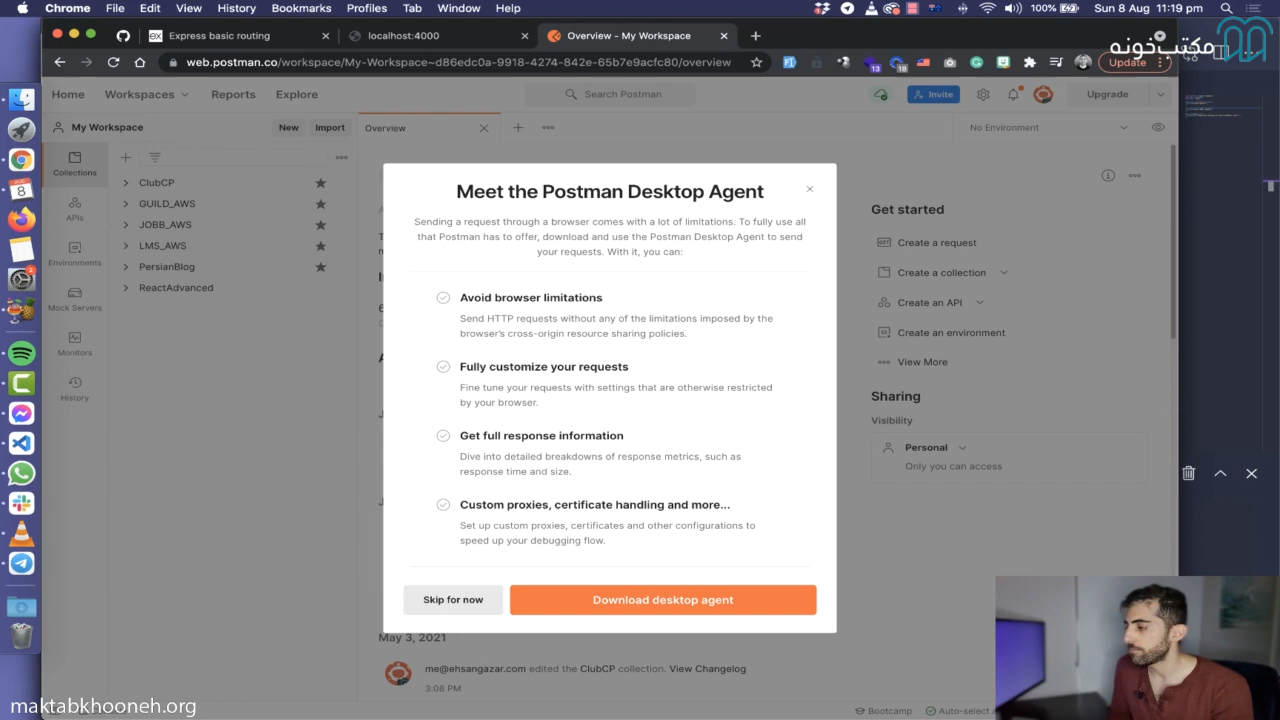 Chrome File Edit View History Bookmarks Profiles Tab Window Help
100% Sun 8 Aug 11:19 pm
Express basic routing
localhost:4000
Overview - My Workspace
مکتب‌خونه
web.postman.co/workspace/My-Workspace~d86edc0a-9918-4274-842e-65b7e9acfc80/overview
13
18
Update
Home Workspaces Reports Explore
Search Postman
Invite
Upgrade
My Workspace
New
Import
Overview
No Environment
Collections
APIs
Environments
Mock Servers
Monitors
History
ClubCP
GUILD_AWS
JOBB_AWS
LMS_AWS
PersianBlog
ReactAdvanced
Meet the Postman Desktop Agent
Sending a request through a browser comes with a lot of limitations. To fully use all
that Postman has to offer, download and use the Postman Desktop Agent to send
your requests. With it, you can:
Avoid browser limitations
Send HTTP requests without any of the limitations imposed by the
browser's cross-origin resource sharing policies.
Fully customize your requests
Fine tune your requests with settings that are otherwise restricted
by your browser.
Get full response information
Dive into detailed breakdowns of response metrics, such as
response time and size.
Custom proxies, certificate handling and more...
Set up custom proxies, certificates and other configurations to
speed up your debugging flow.
Skip for now
Download desktop agent
Get started
Create a request
Create a collection
Create an API
Create an environment
View More
Sharing
Visibility
Personal
Only you can access
May 3, 2021
me@ehsangazar.com edited the ClubCP collection. View Changelog
3:08 PM
Bootcamp
Auto-select
maktabkhooneh.org